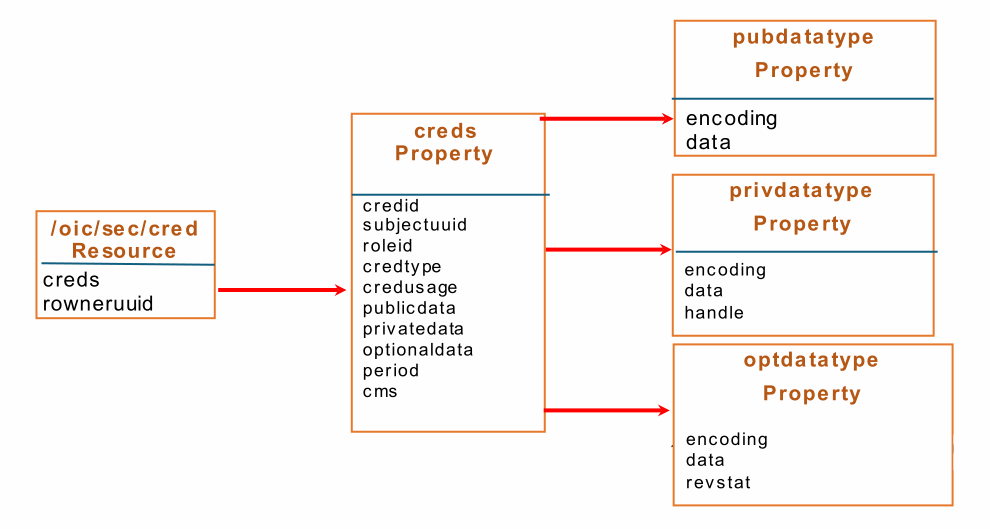 /oic/sec/cred
Resource
creds
rowneruuid
creds
Property
credid
subjectuuid
roleid
credtype
credusage
publicdata
privatedata
optionaldata
period
cms
pubdatatype
Property
encoding
data
privdatatype
Property
encoding
data
handle
optdatatype
Property
encoding
data
revstat